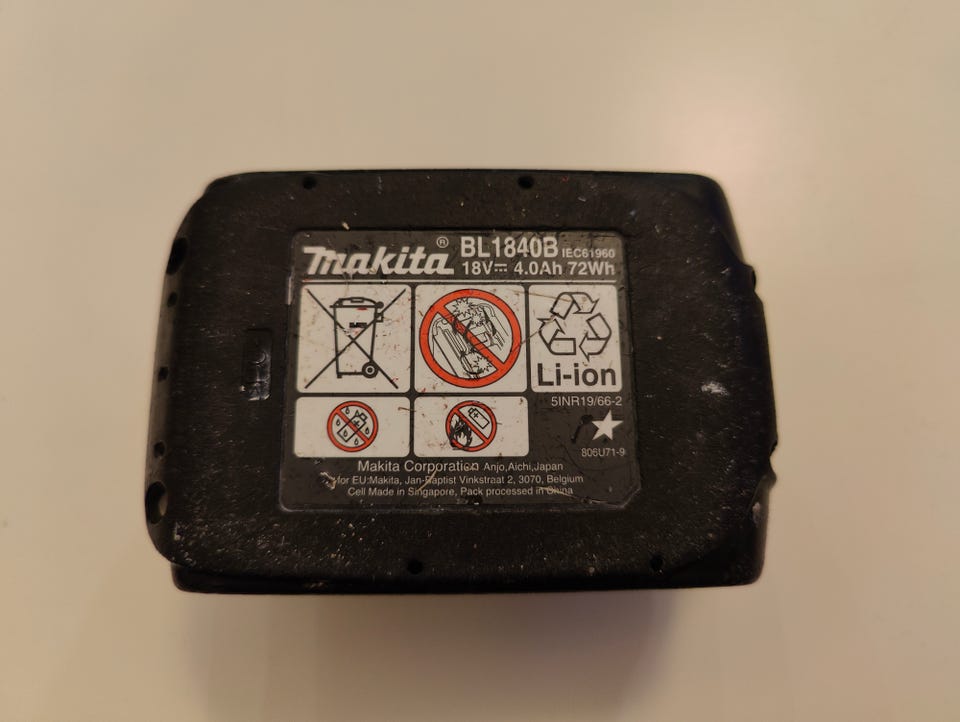 Makita® BL1840B IEC61960
18V⎓ 4.0Ah 72Wh
Li-ion
5INR19/66-2
806U71-9
Makita Corporation Anjo,Aichi,Japan
for EU:Makita, Jan-Baptist Vinkstraat 2, 3070, Belgium
Cell Made in Singapore, Pack processed in China